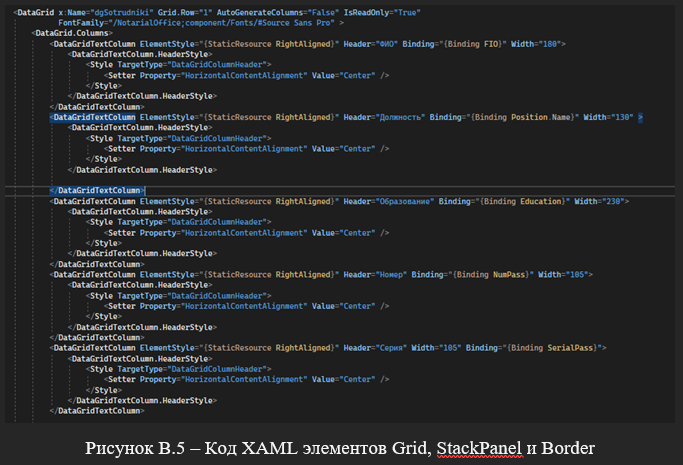 <DataGrid x:Name="dgSotrudniki" Grid.Row="1" AutoGenerateColumns="False" IsReadOnly="True"
FontFamily="/NotarialOffice;component/Fonts/#Source Sans Pro" >
<DataGrid.Columns>
<DataGridTextColumn ElementStyle="{StaticResource RightAligned}" Header="ФИО" Binding="{Binding FIO}" Width="180">
<DataGridTextColumn.HeaderStyle>
<Style TargetType="DataGridColumnHeader">
<Setter Property="HorizontalContentAlignment" Value="Center" />
</Style>
</DataGridTextColumn.HeaderStyle>
</DataGridTextColumn>
<DataGridTextColumn ElementStyle="{StaticResource RightAligned}" Header="Должность" Binding="{Binding Position.Name}" Width="130" >
<DataGridTextColumn.HeaderStyle>
<Style TargetType="DataGridColumnHeader">
<Setter Property="HorizontalContentAlignment" Value="Center" />
</Style>
</DataGridTextColumn.HeaderStyle>
</DataGridTextColumn>
<DataGridTextColumn ElementStyle="{StaticResource RightAligned}" Header="Образование" Binding="{Binding Education}" Width="230">
<DataGridTextColumn.HeaderStyle>
<Style TargetType="DataGridColumnHeader">
<Setter Property="HorizontalContentAlignment" Value="Center" />
</Style>
</DataGridTextColumn.HeaderStyle>
</DataGridTextColumn>
<DataGridTextColumn ElementStyle="{StaticResource RightAligned}" Header="Номер" Binding="{Binding NumPass}" Width="105">
<DataGridTextColumn.HeaderStyle>
<Style TargetType="DataGridColumnHeader">
<Setter Property="HorizontalContentAlignment" Value="Center" />
</Style>
</DataGridTextColumn.HeaderStyle>
</DataGridTextColumn>
<DataGridTextColumn ElementStyle="{StaticResource RightAligned}" Header="Серия" Width="105" Binding="{Binding SerialPass}">
<DataGridTextColumn.HeaderStyle>
<Style TargetType="DataGridColumnHeader">
<Setter Property="HorizontalContentAlignment" Value="Center" />
</Style>
</DataGridTextColumn.HeaderStyle>
</DataGridTextColumn>
Рисунок В.5 – Код XAML элементов Grid, StackPanel и Border